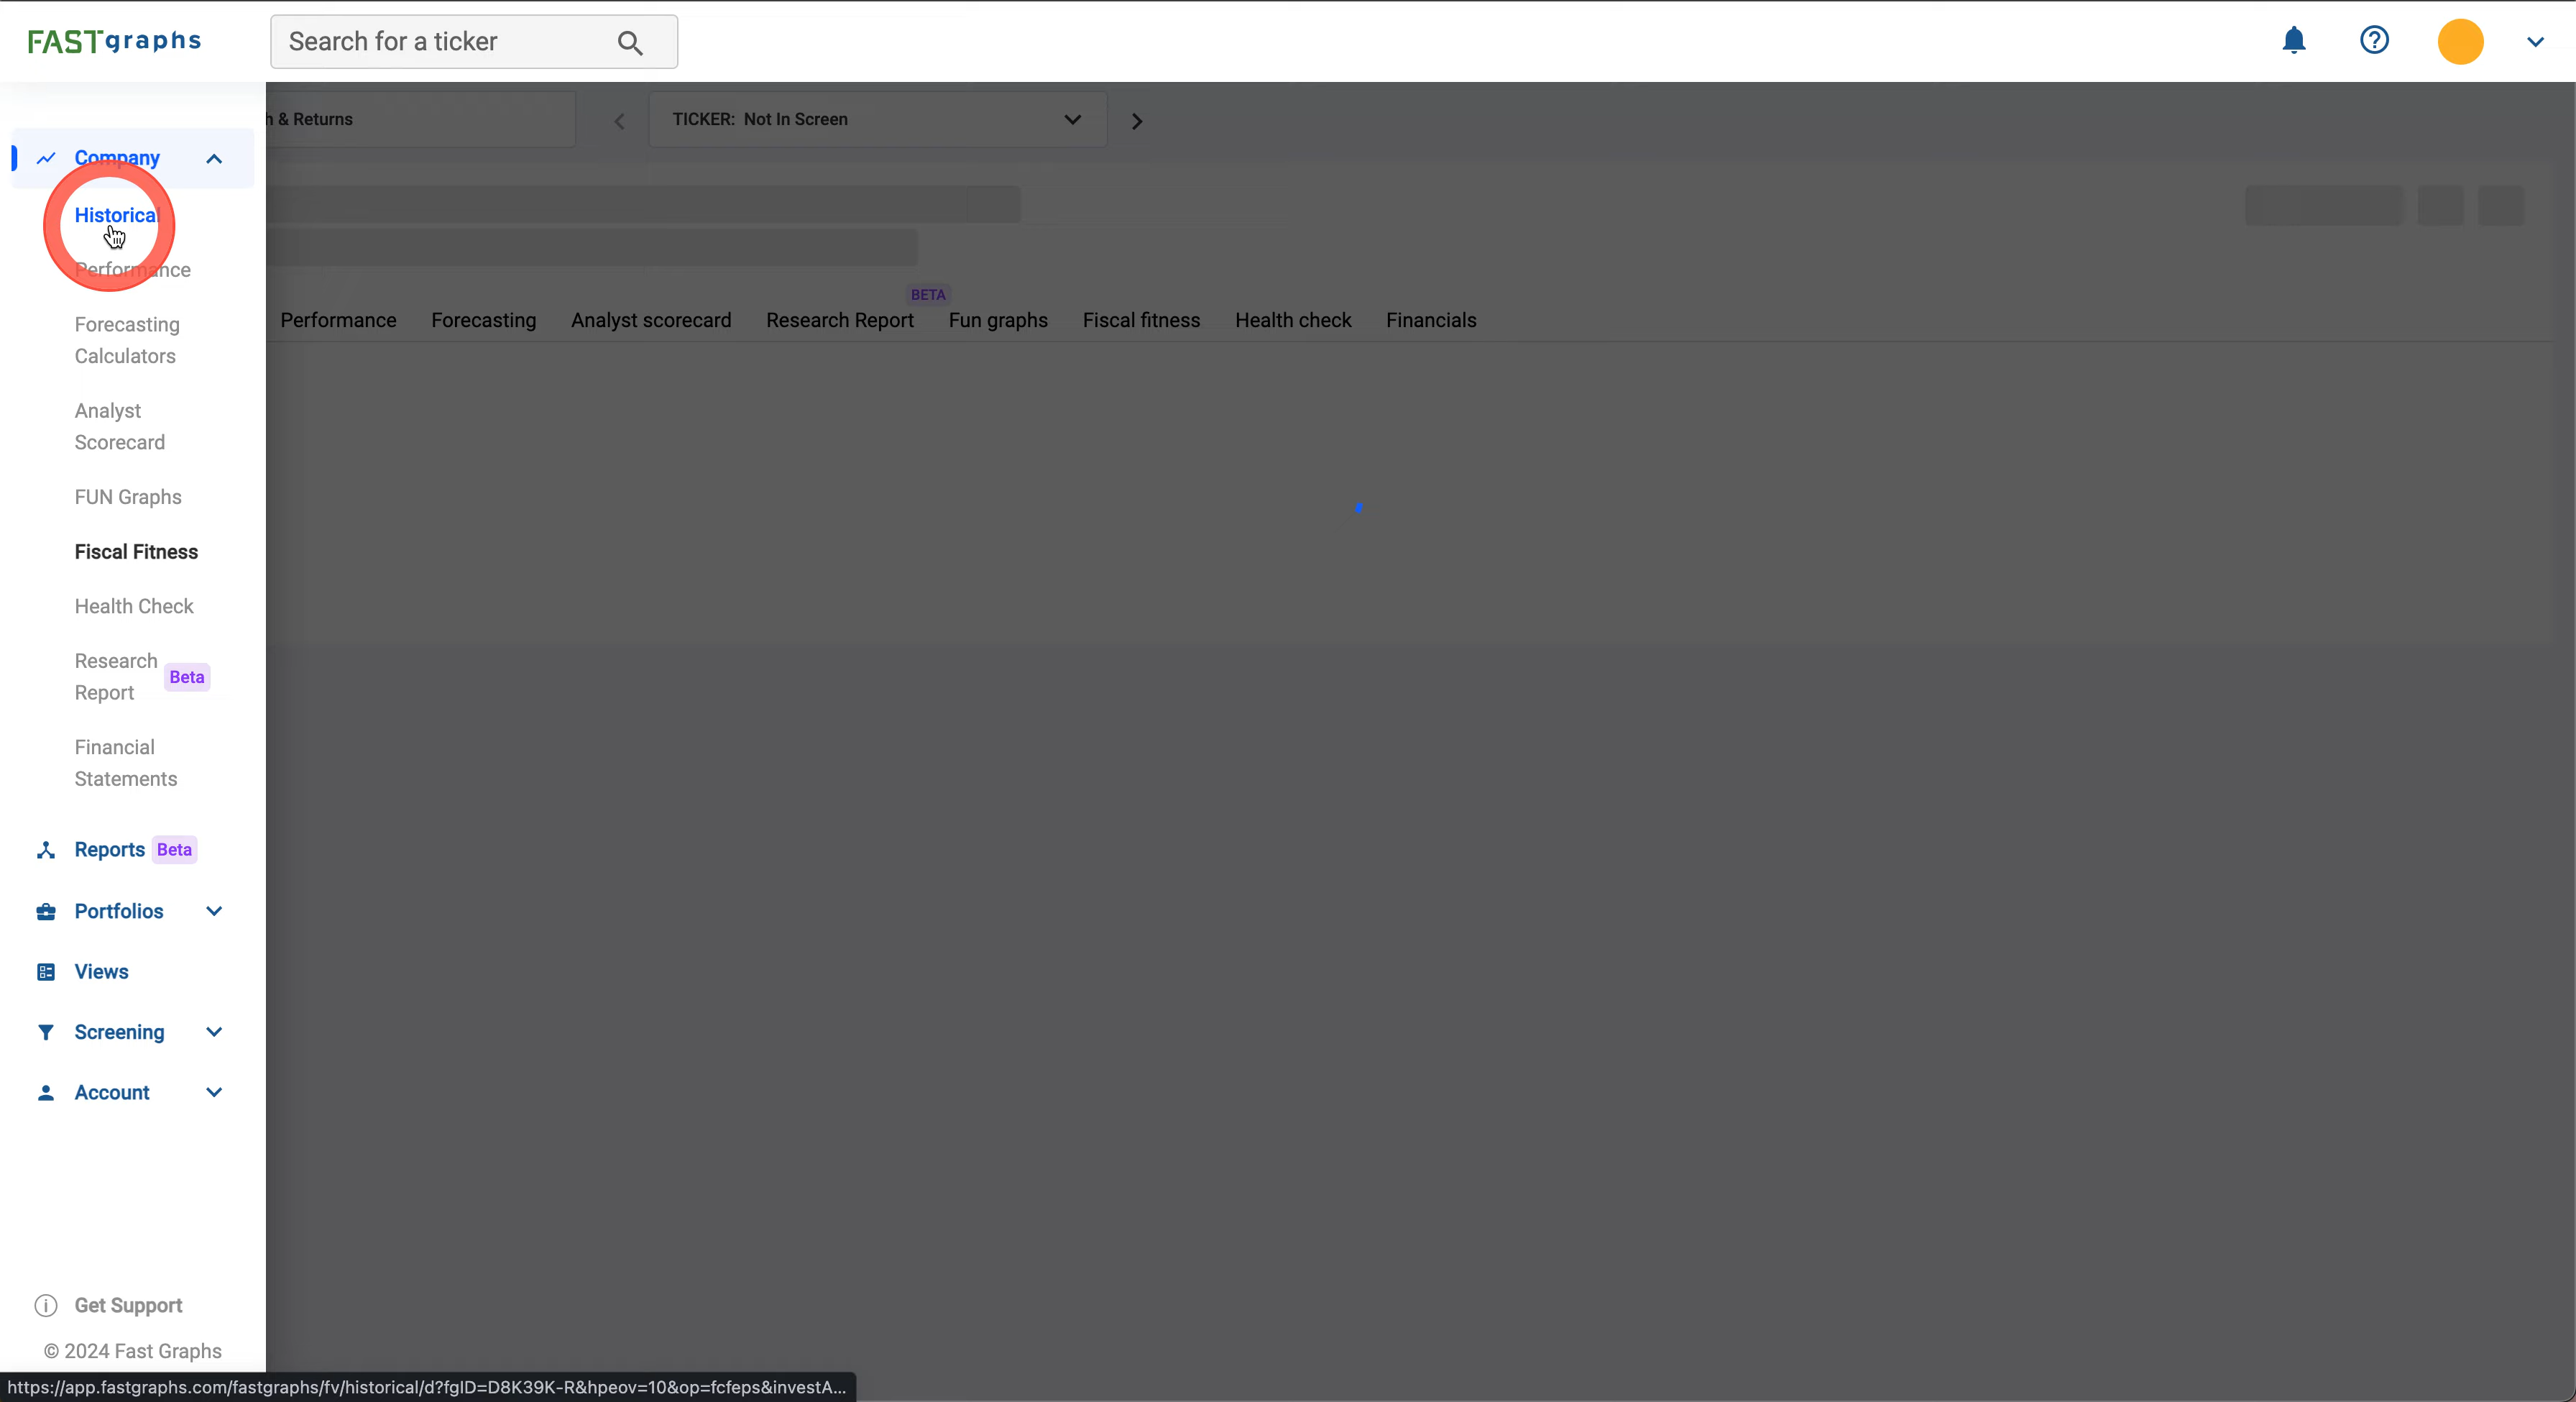 FASTgraphs
Search for a ticker
h & Returns
TICKER: Not In Screen
Company
Historical
Performance
Forecasting
Calculators
Analyst
Scorecard
FUN Graphs
Fiscal Fitness
Health Check
Research
Report
Beta
Financial
Statements
Reports Beta
Portfolios
Views
Screening
Account
Get Support
© 2024 Fast Graphs
BETA
Performance Forecasting Analyst scorecard Research Report Fun graphs Fiscal fitness Health check Financials
https://app.fastgraphs.com/fastgraphs/fv/historical/d?fgID=D8K39K-R&hpeov=10&op=fcfeps&investA...